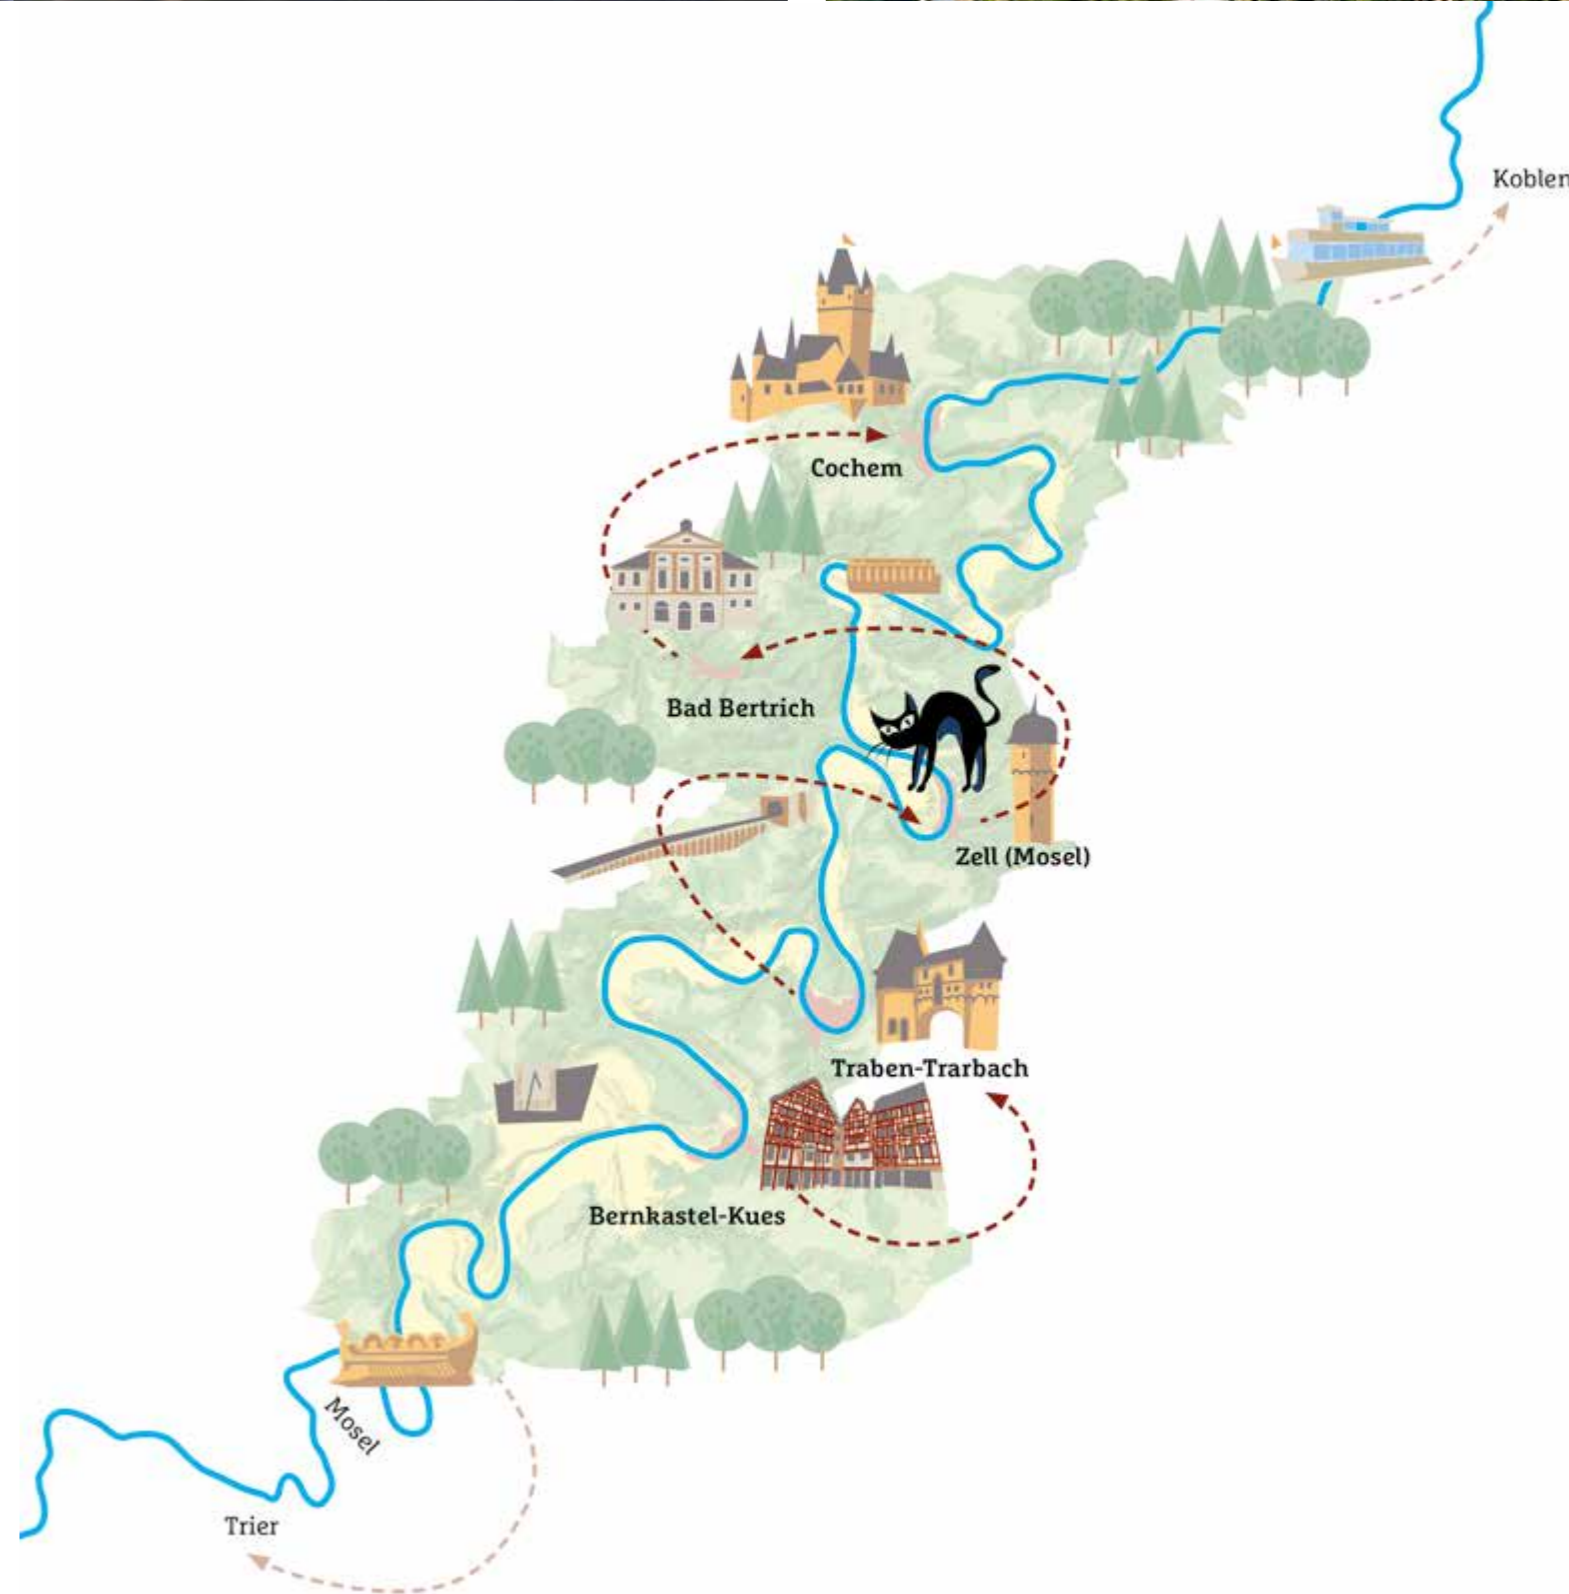 Koblen
Cochem
Bad Bertrich
Zell (Mosel)
Traben-Trarbach
Bernkastel-Kues
Mosel
Trier